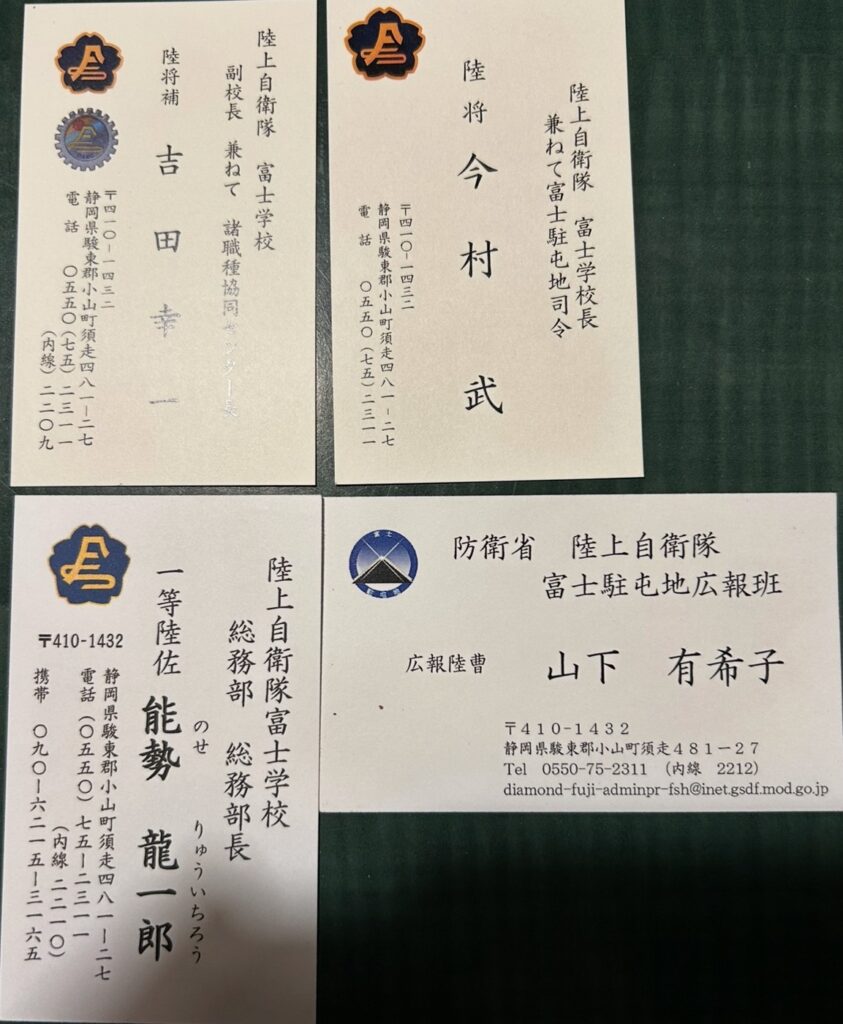 陸上自衛隊　富士学校
副校長　兼ねて　諸職種協同センター長
陸将補　吉田幸一
〒四一〇－一四三二
静岡県駿東郡小山町須走四八一－二七
電話　〇五五〇（七五）二三一一
（内線）二二〇九
陸上自衛隊　富士学校長
兼ねて富士駐屯地司令
陸将　今村　武
〒四一〇－一四三二
静岡県駿東郡小山町須走四八一－二七
電話　〇五五〇（七五）二三一一
陸上自衛隊富士学校
総務部　総務部長
のせ　りゅういちろう
一等陸佐　能勢　龍一郎
〒410-1432
静岡県駿東郡小山町須走四八一－二七
電話（〇五五〇）七五－二三一一
（内線二二一〇）
携帯　〇九〇－六二一五－三一六五
富士
駐屯地
防衛省　陸上自衛隊
富士駐屯地広報班
広報陸曹　山下　有希子
〒４１０－１４３２
静岡県駿東郡小山町須走４８１－２７
Tel　0550-75-2311　（内線　2212）
diamond-fuji-adminpr-fsh@inet.gsdf.mod.go.jp